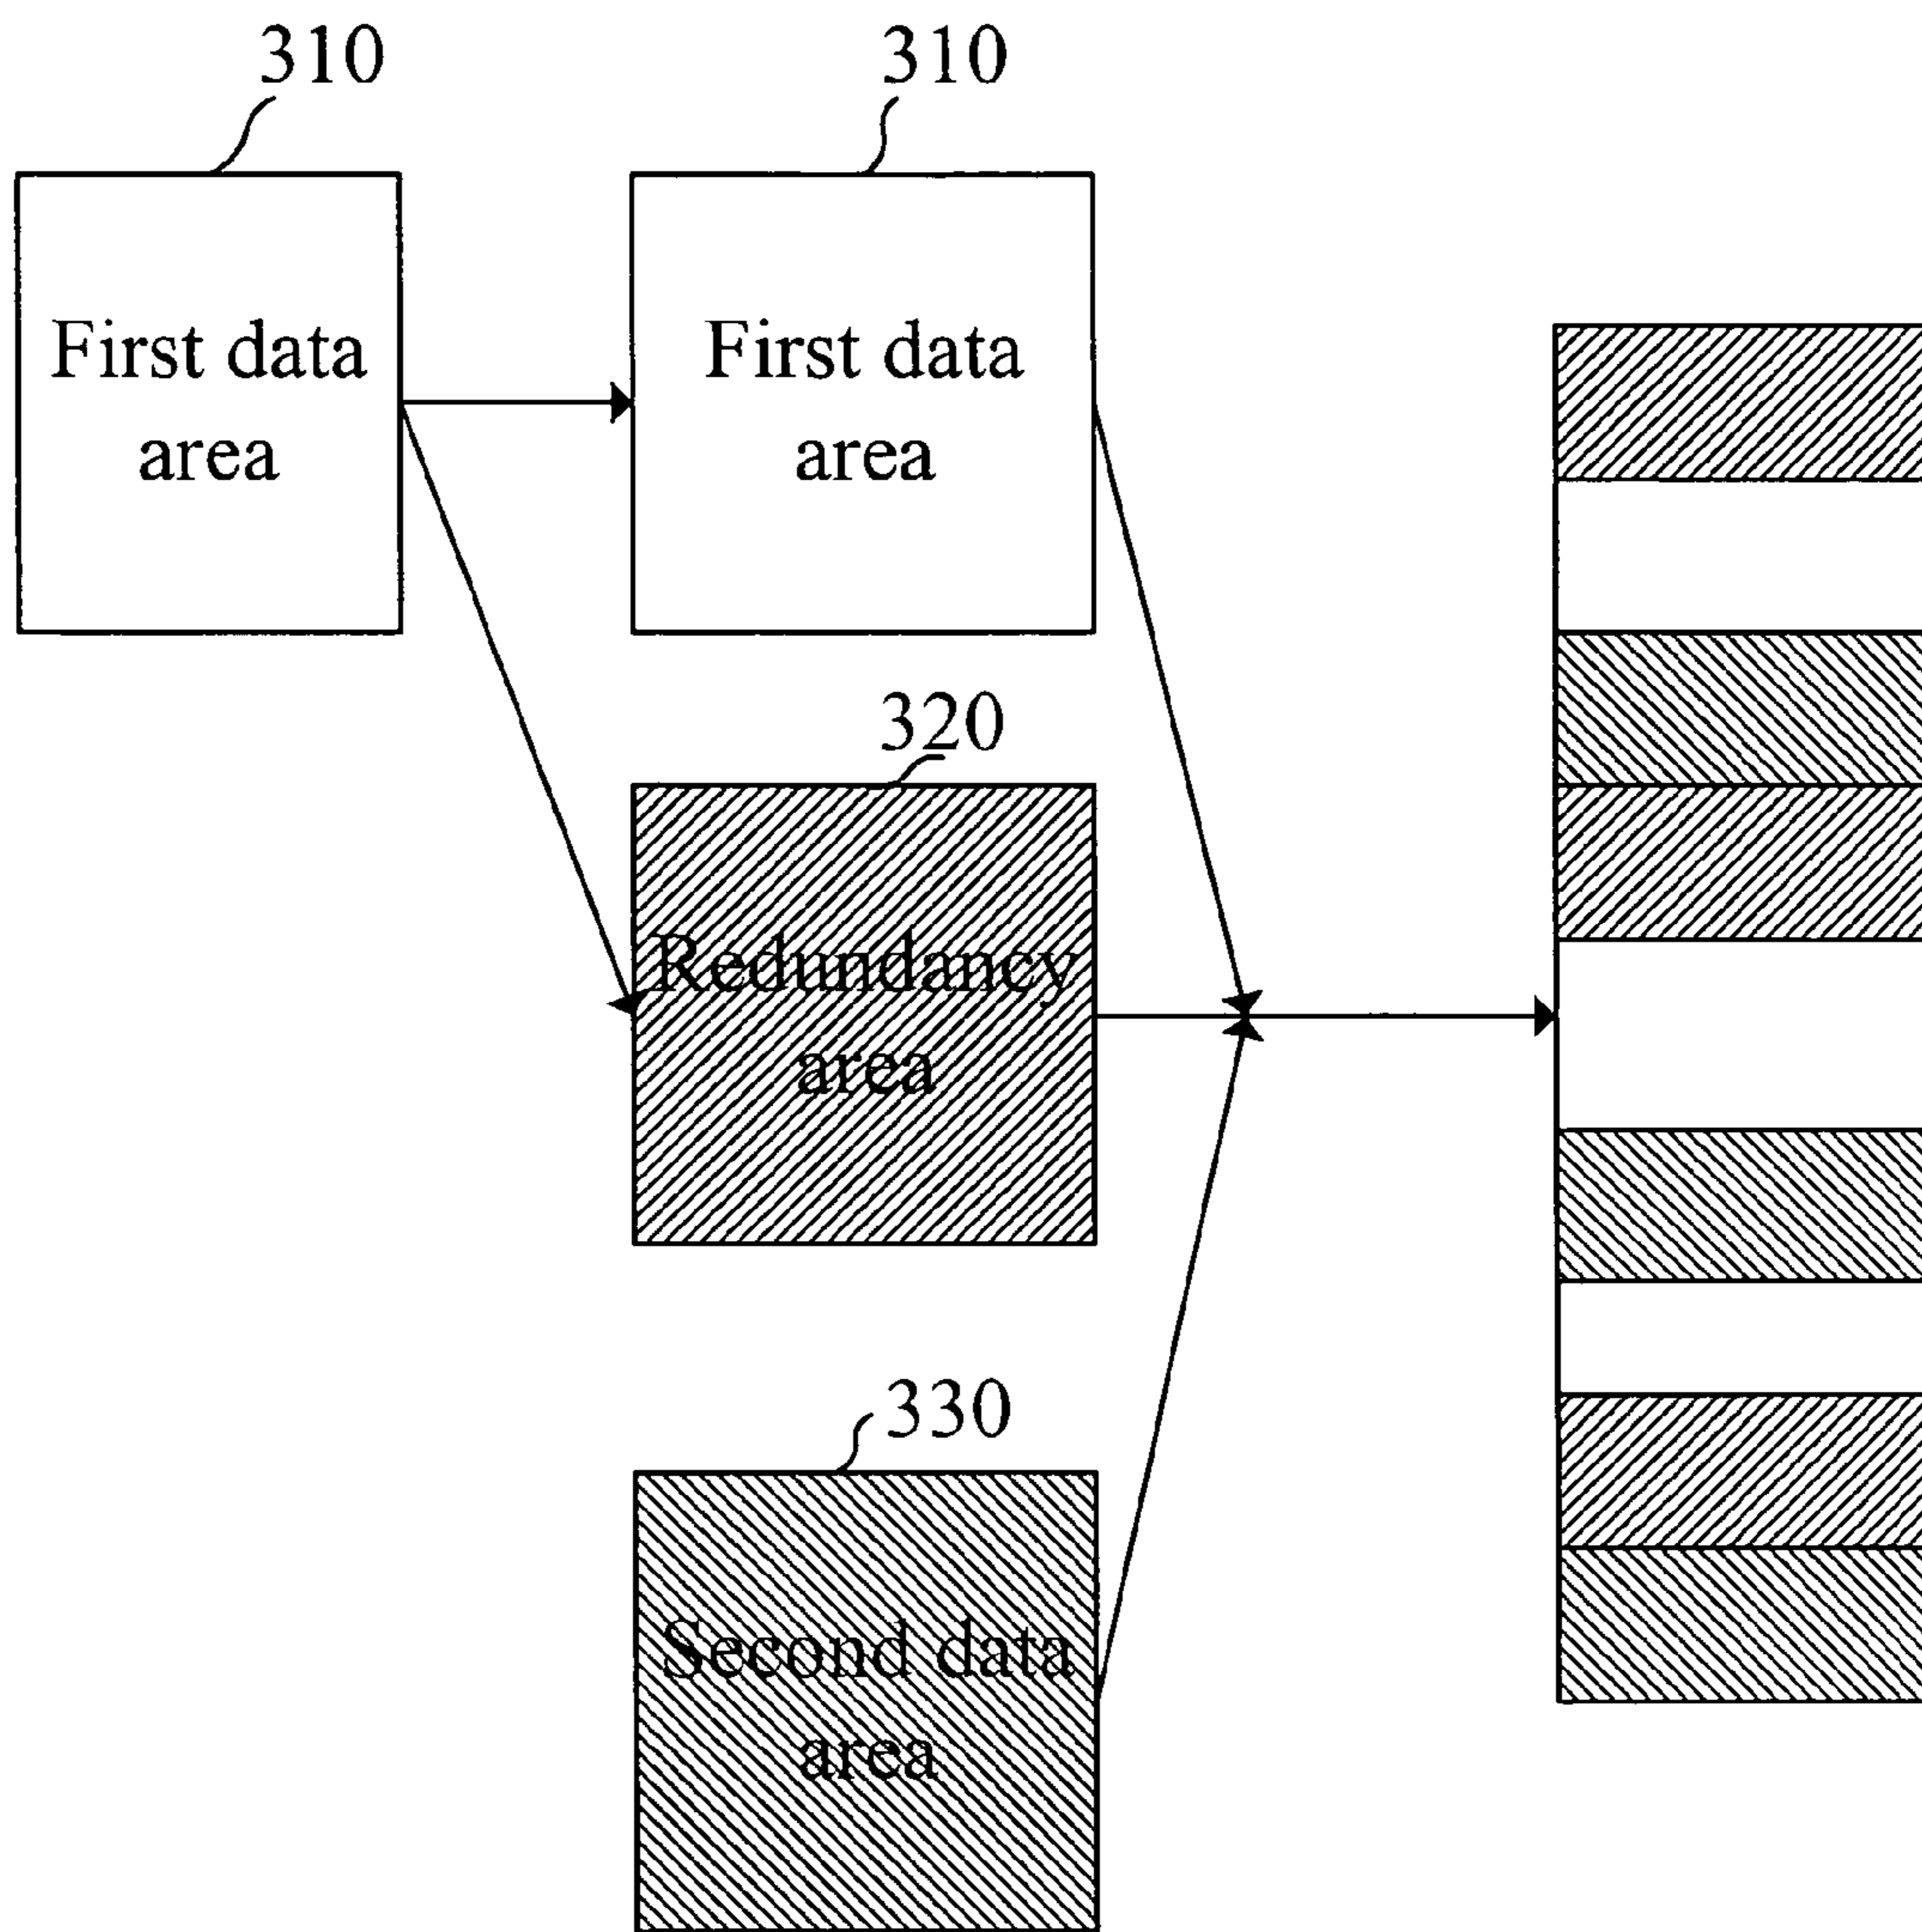 310
310
First data
area
First data
area
320
Redundancy
area
330
Second data
area